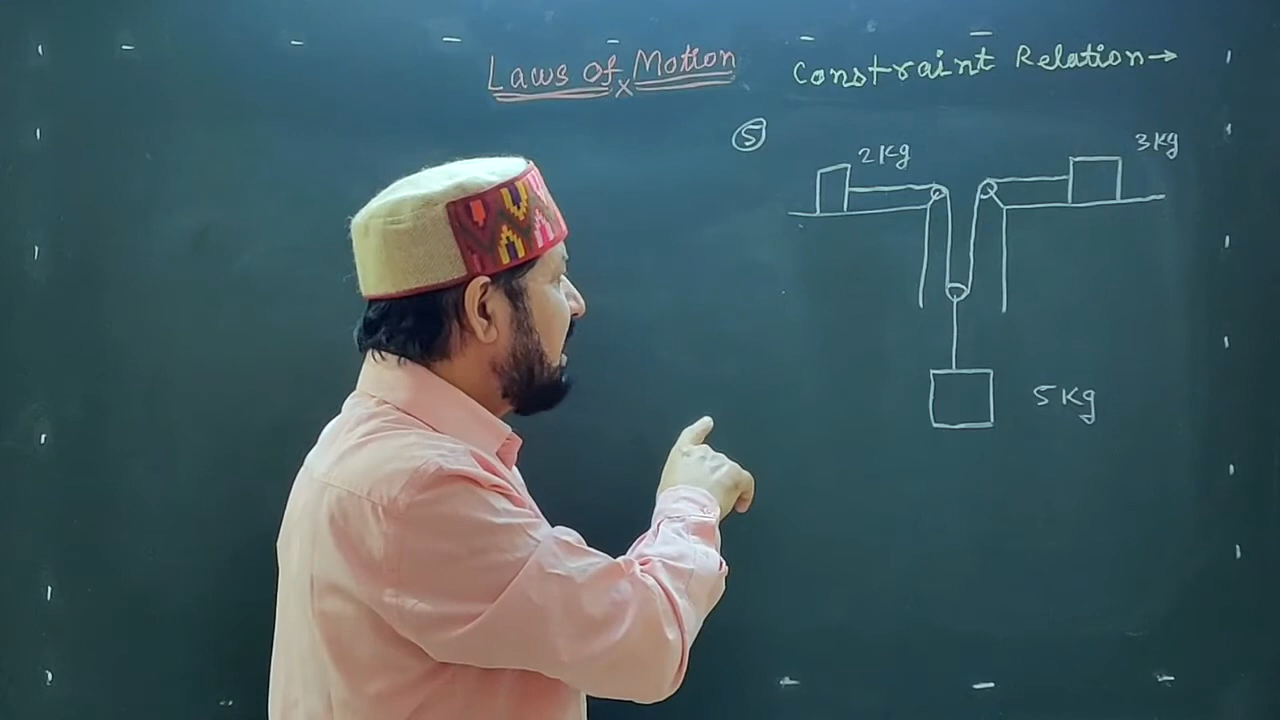 Laws of Motion
Constraint Relation→
5
2Kg
3Kg
5Kg